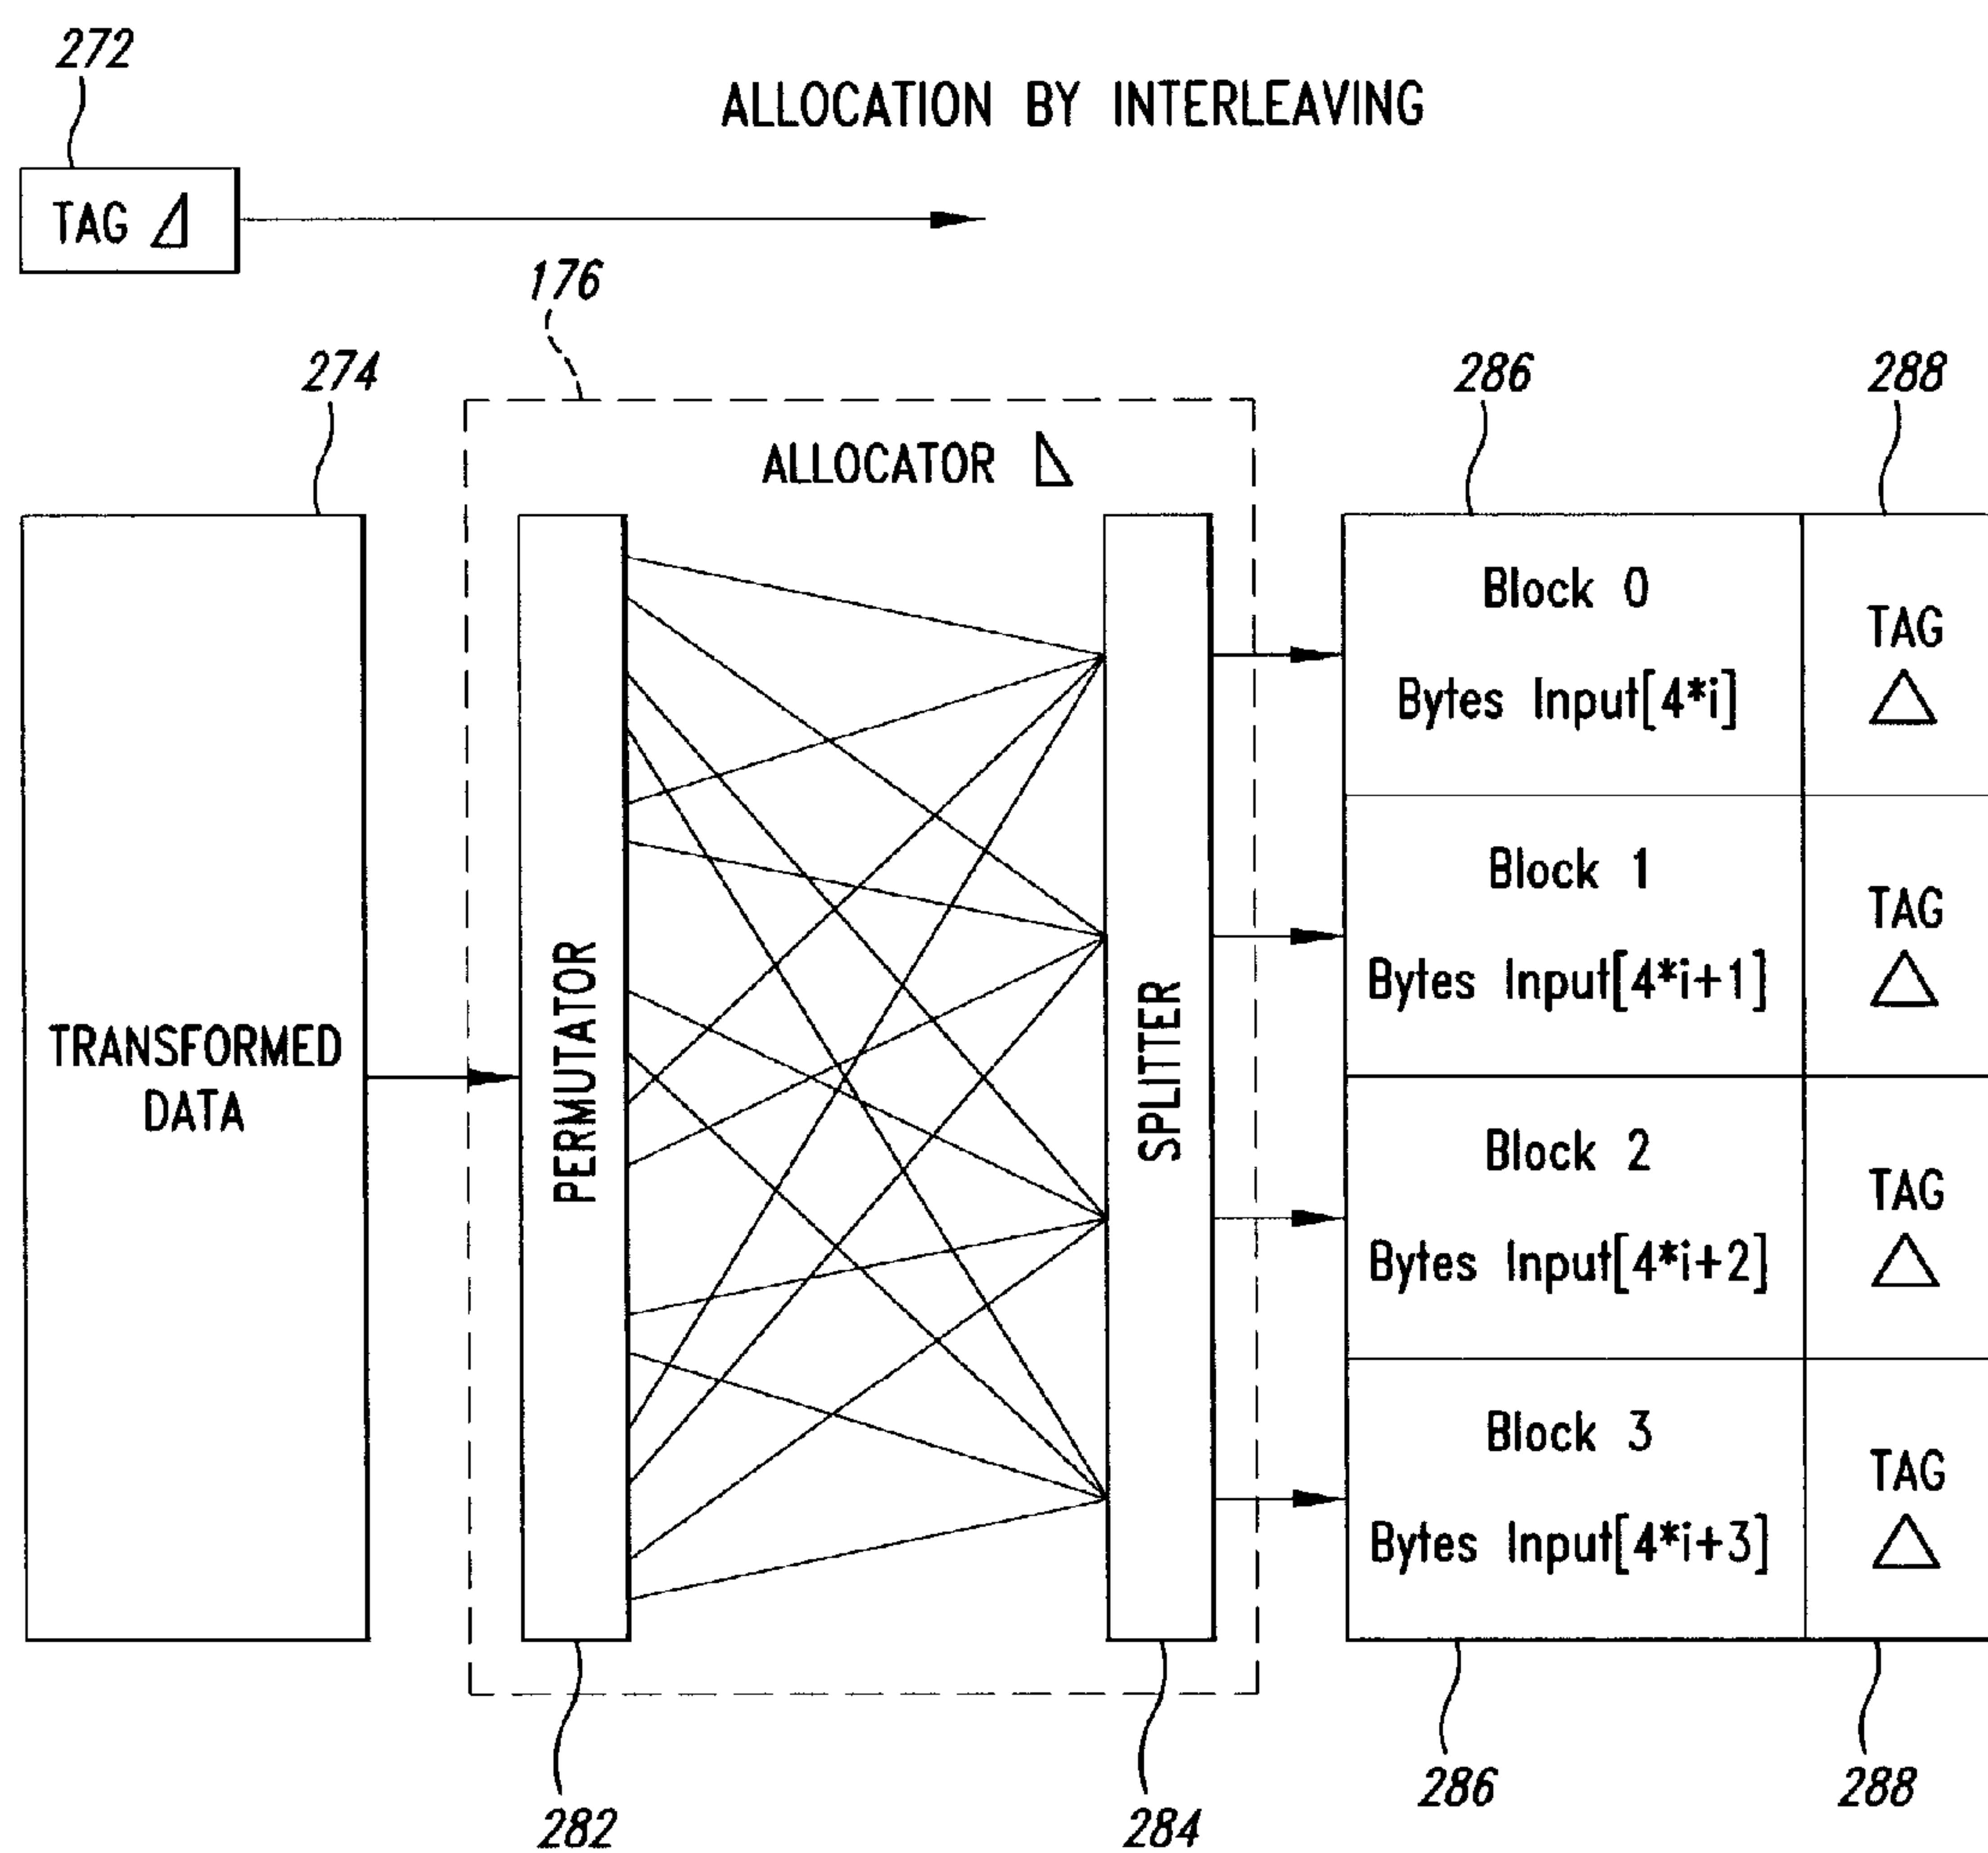 272
ALLOCATION BY INTERLEAVING
TAG
176
274
286
288
ALLOCATOR
Block 0
Bytes Input[4*i]
TAG
Block 1
Bytes Input[4*i+1]
TAG
TRANSFORMED
DATA
PERMUTATOR
SPLITTER
Block 2
Bytes Input[4*i+2]
TAG
Block 3
Bytes Input[4*i+3]
TAG
282
284
286
288